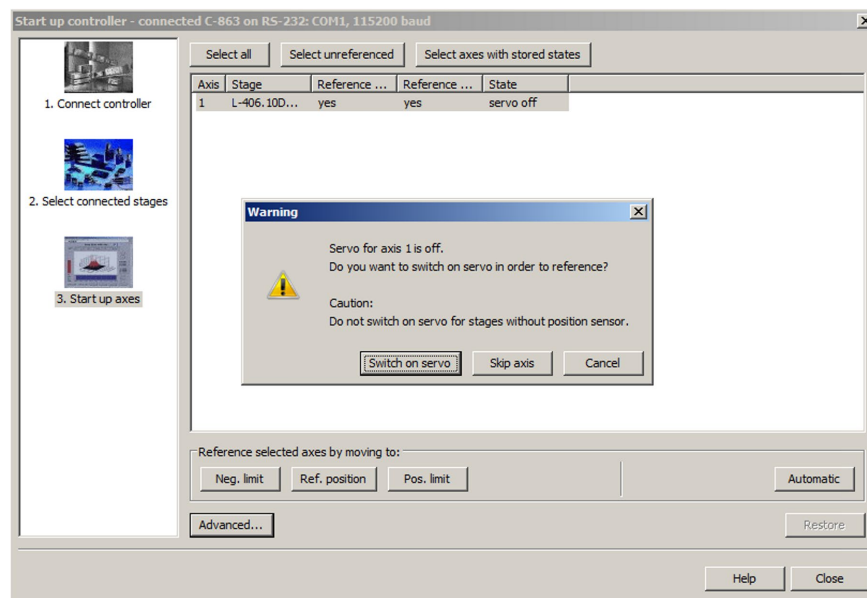 Start up controller - connected C-863 on RS-232: COM1, 115200 baud
1. Connect controller
2. Select connected stages
3. Start up axes
Select all Select unreferenced Select axes with stored states
Axis Stage Reference ... Reference ... State
1 L-406.10D... yes yes servo off
Warning
Servo for axis 1 is off.
Do you want to switch on servo in order to reference?
Caution:
Do not switch on servo for stages without position sensor.
Switch on servo Skip axis Cancel
Reference selected axes by moving to:
Neg. limit Ref. position Pos. limit Automatic
Advanced... Restore
Help Close